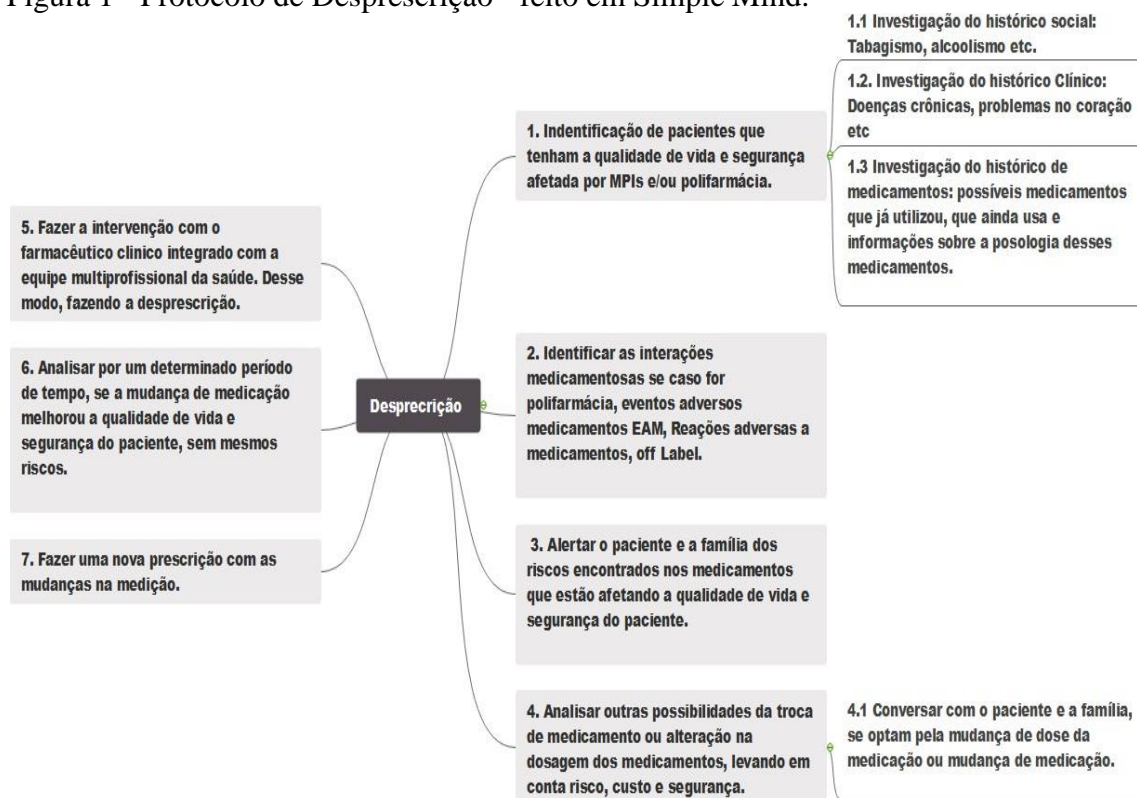 Figura 1 - Protocolo de Desprescrição - feito em Simple Mind.
1.1 Investigação do histórico social:
Tabagismo, alcoolismo etc.
1.2. Investigação do histórico Clínico:
Doenças crônicas, problemas no coração
etc
1. Indentificação de pacientes que
tenham a qualidade de vida e segurança
afetada por MPIs e/ou polifarmácia.
1.3 Investigação do histórico de
medicamentos: possíveis medicamentos
que já utilizou, que ainda usa e
informações sobre a posologia desses
medicamentos.
2. Identificar as interações
medicamentosas se caso for
polifarmácia, eventos adversos
medicamentos EAM, Reações adversas a
medicamentos, off Label.
3. Alertar o paciente e a família dos
riscos encontrados nos medicamentos
que estão afetando a qualidade de vida e
segurança do paciente.
4. Analisar outras possibilidades da troca
de medicamento ou alteração na
dosagem dos medicamentos, levando em
conta risco, custo e segurança.
4.1 Conversar com o paciente e a família,
se optam pela mudança de dose da
medicação ou mudança de medicação.
Desprecrição
5. Fazer a intervenção com o
farmacêutico clinico integrado com a
equipe multiprofissional da saúde. Desse
modo, fazendo a desprescrição.
6. Analisar por um determinado período
de tempo, se a mudança de medicação
melhorou a qualidade de vida e
segurança do paciente, sem mesmos
riscos.
7. Fazer uma nova prescrição com as
mudanças na medição.